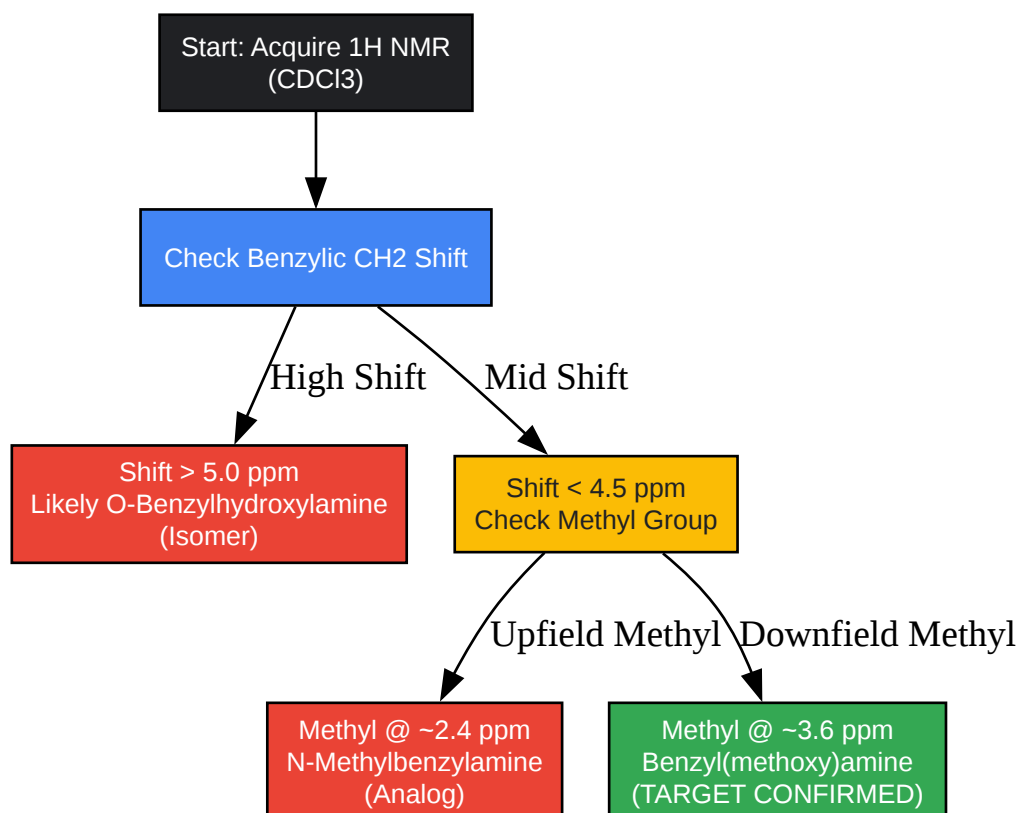 Start: Acquire 1H NMR
(CDCl3)
Check Benzylic CH2 Shift
High Shift
Mid Shift
Shift > 5.0 ppm
Likely O-Benzylhydroxylamine
(Isomer)
Shift < 4.5 ppm
Check Methyl Group
Upfield Methyl
Downfield Methyl
Methyl @ ~2.4 ppm
N-Methylbenzylamine
(Analog)
Methyl @ ~3.6 ppm
Benzyl(methoxy)amine
(TARGET CONFIRMED)